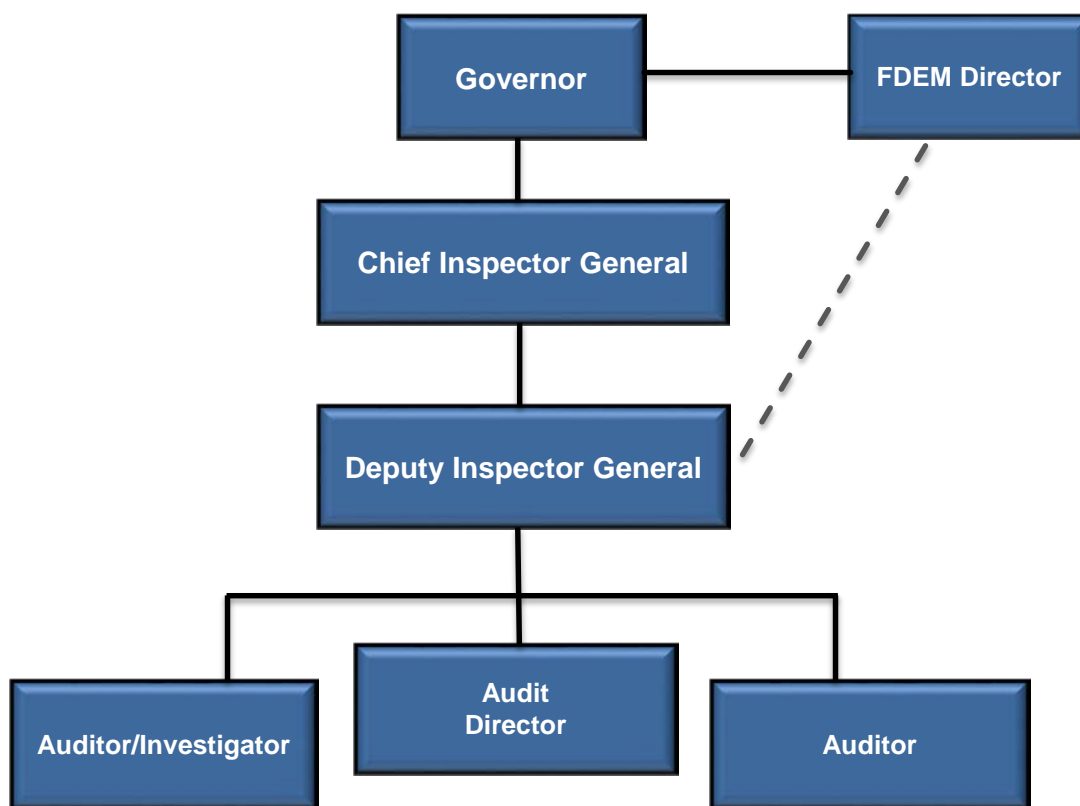 Governor
FDEM Director
Chief Inspector General
Deputy Inspector General
Auditor/Investigator
Audit
Director
Auditor